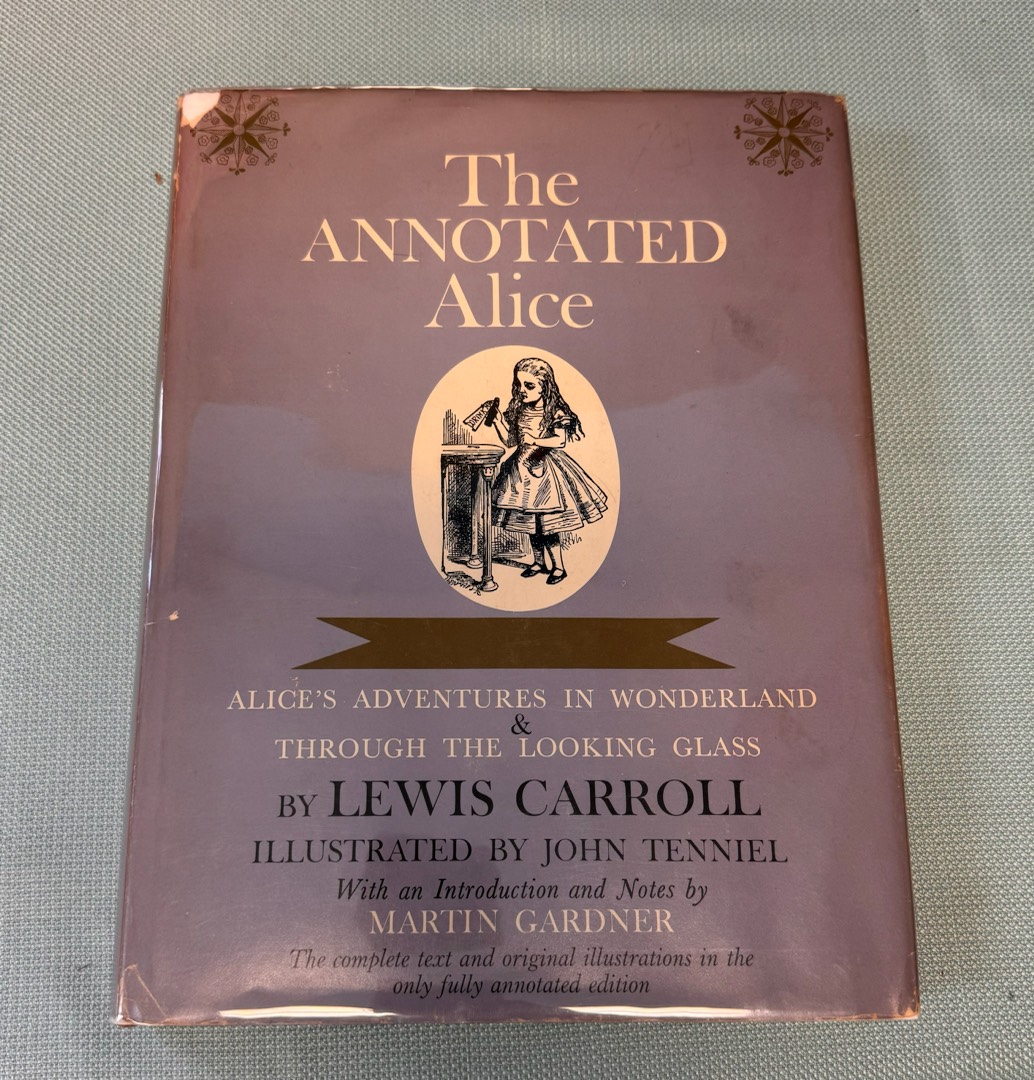 The
ANNOTATED
Alice
ALICE'S ADVENTURES IN WONDERLAND
&
THROUGH THE LOOKING GLASS
BY LEWIS CARROLL
ILLUSTRATED BY JOHN TENNIEL
With an Introduction and Notes by
MARTIN GARDNER
The complete text and original illustrations in the
only fully annotated edition